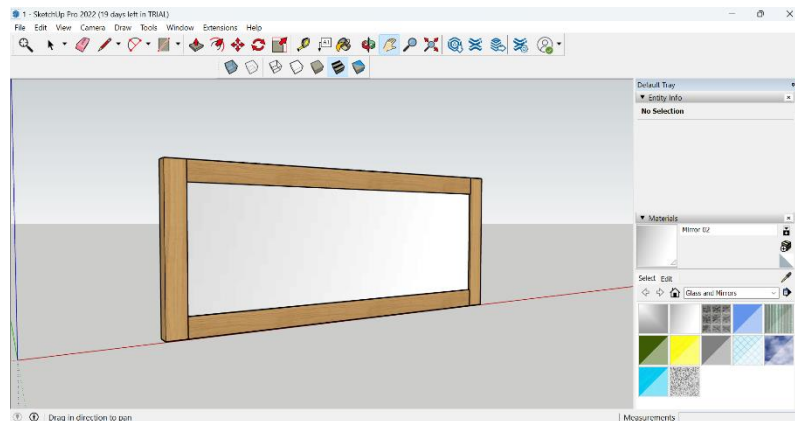 1 - SketchUp Pro 2022 (19 days left in TRIAL)
File Edit View Camera Draw Tools Window Extensions Help
Default Tray
Entity Info
No Selection
Materials
Mirror 02
Select Edit
Glass and Mirrors
Drag in direction to pan
Measurements